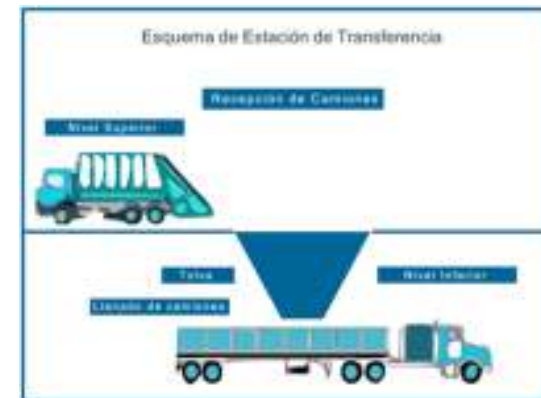 Esquema de Estación de Transferencia
Recepción de Camiones
Nivel Superior
Tolva
Nivel Inferior
Llenado de camiones